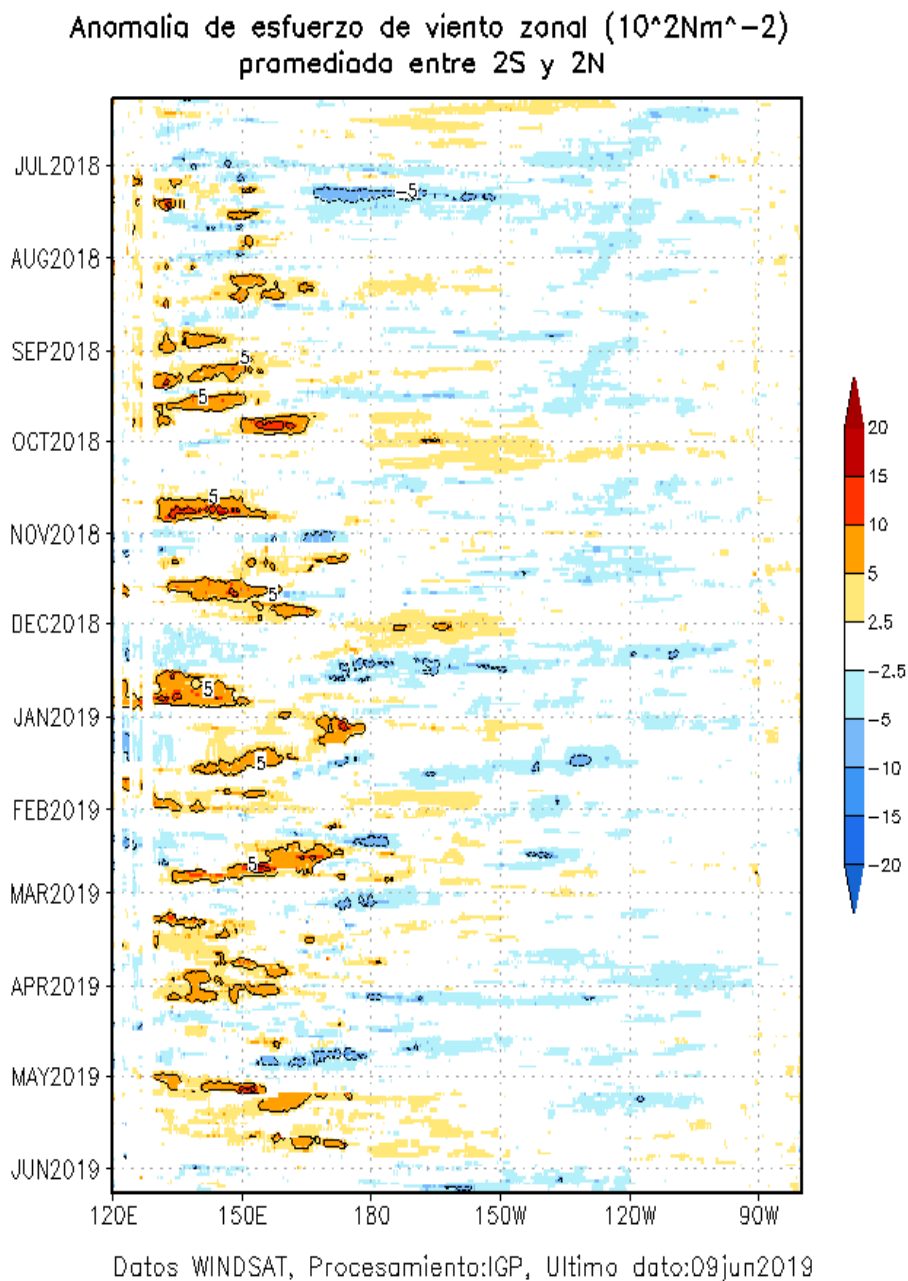 Anomalia de esfuerzo de viento zonal (10^2Nm^-2)
promediada entre 2S y 2N
JUL2018
AUG2018
SEP2018
OCT2018
NOV2018
DEC2018
JAN2019
FEB2019
MAR2019
APR2019
MAY2019
JUN2019
-5
5
5
5
5
5
5
5
120E
150E
180
150W
120W
90W
20
15
10
5
2.5
-2.5
-5
-10
-15
-20
Datos WINDSAT, Procesamiento:IGP, Ultimo dato:09jun2019